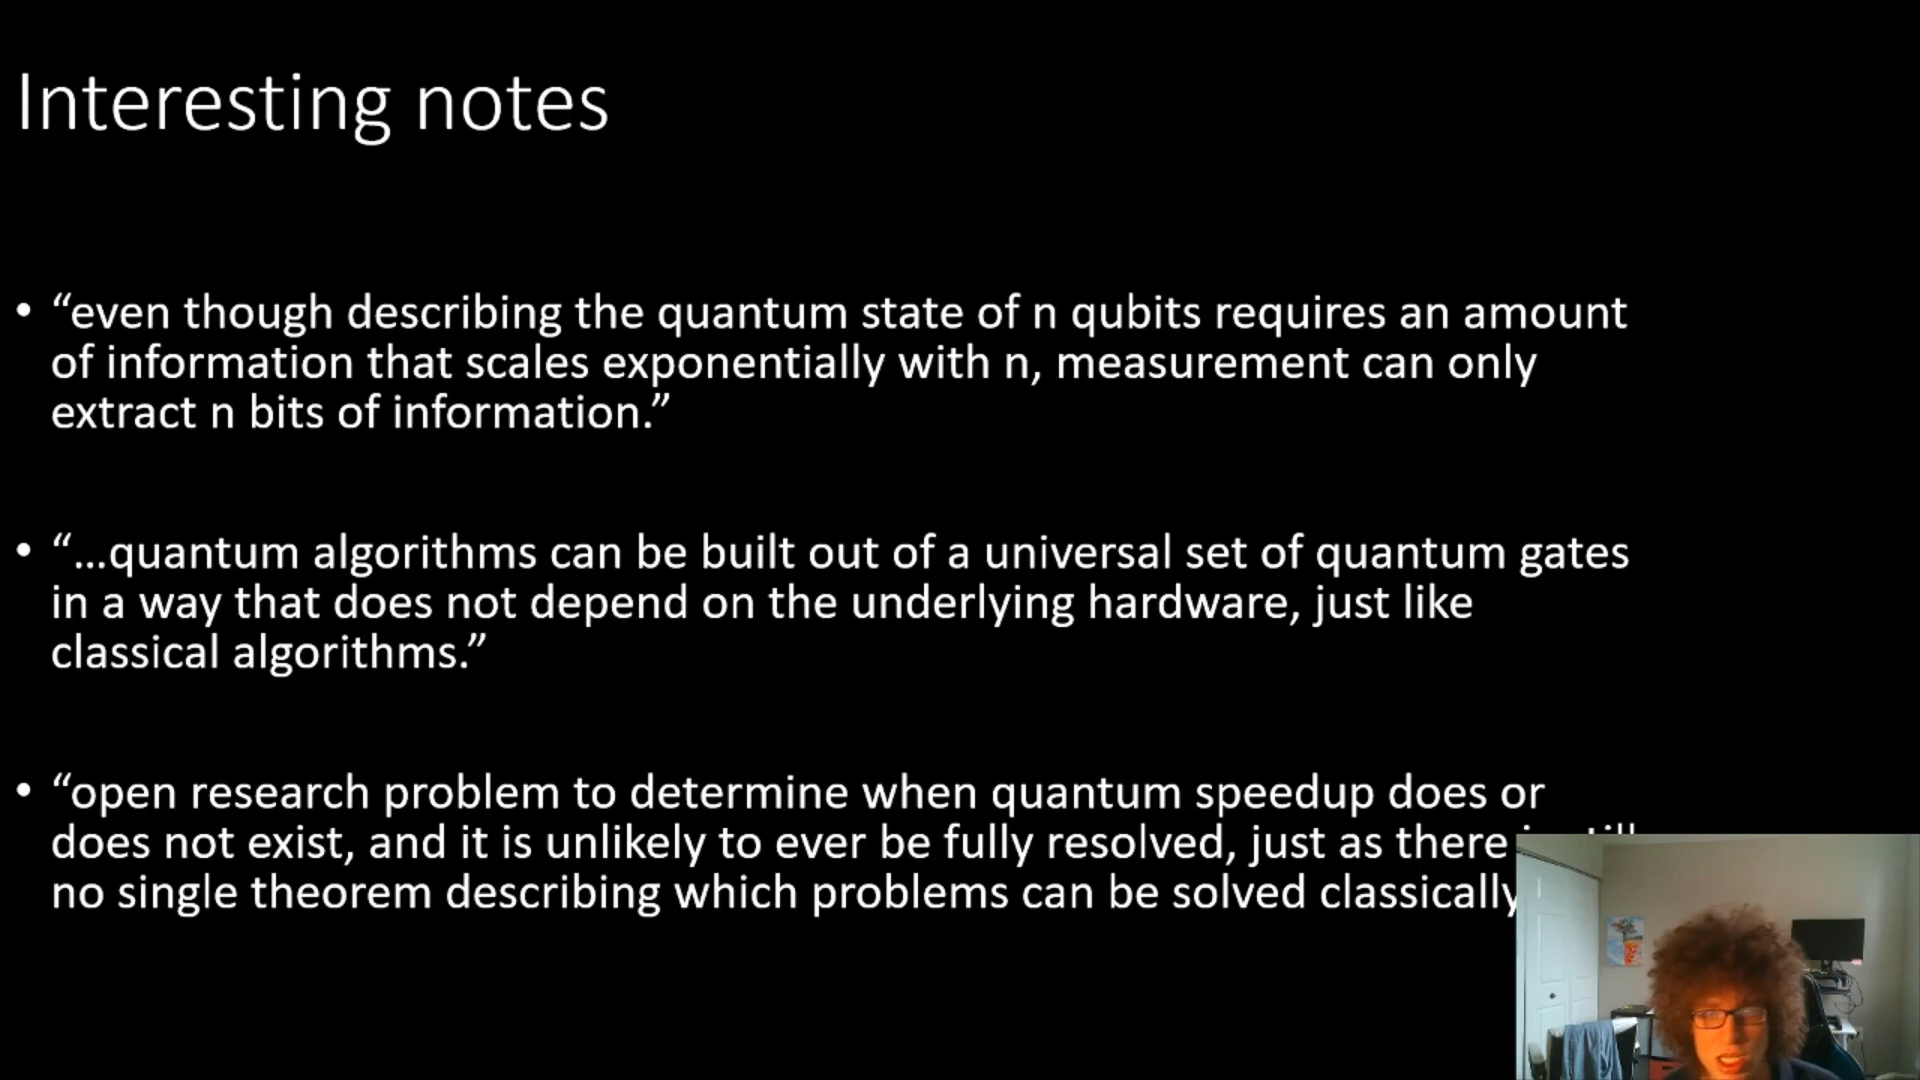 Interesting notes
• “even though describing the quantum state of n qubits requires an amount
of information that scales exponentially with n, measurement can only
extract n bits of information.”
• “…quantum algorithms can be built out of a universal set of quantum gates
in a way that does not depend on the underlying hardware, just like
classical algorithms.”
• “open research problem to determine when quantum speedup does or
does not exist, and it is unlikely to ever be fully resolved, just as there
no single theorem describing which problems can be solved classically